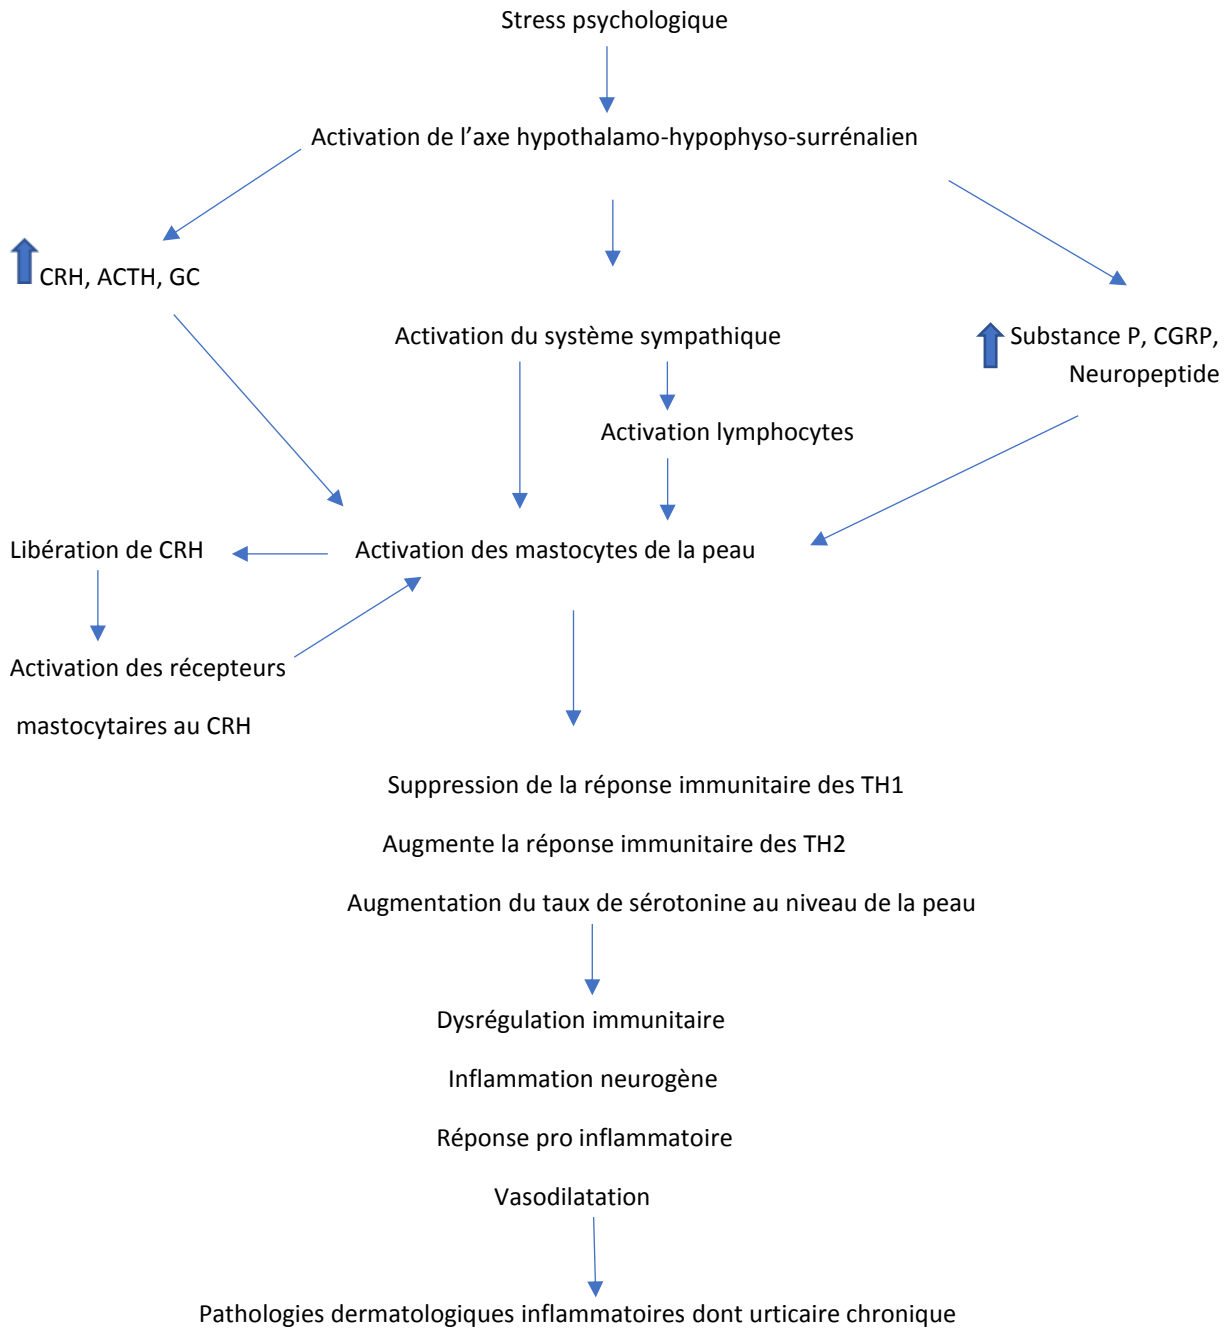 Stress psychologique
Activation de l’axe hypothalamo-hypophyso-surrénalien
CRH, ACTH, GC
Activation du système sympathique
Substance P, CGRP,
Neuropeptide
Activation lymphocytes
Libération de CRH
Activation des mastocytes de la peau
Activation des récepteurs
mastocytaires au CRH
Suppression de la réponse immunitaire des TH1
Augmente la réponse immunitaire des TH2
Augmentation du taux de sérotonine au niveau de la peau
Dysrégulation immunitaire
Inflammation neurogène
Réponse pro inflammatoire
Vasodilatation
Pathologies dermatologiques inflammatoires dont urticaire chronique